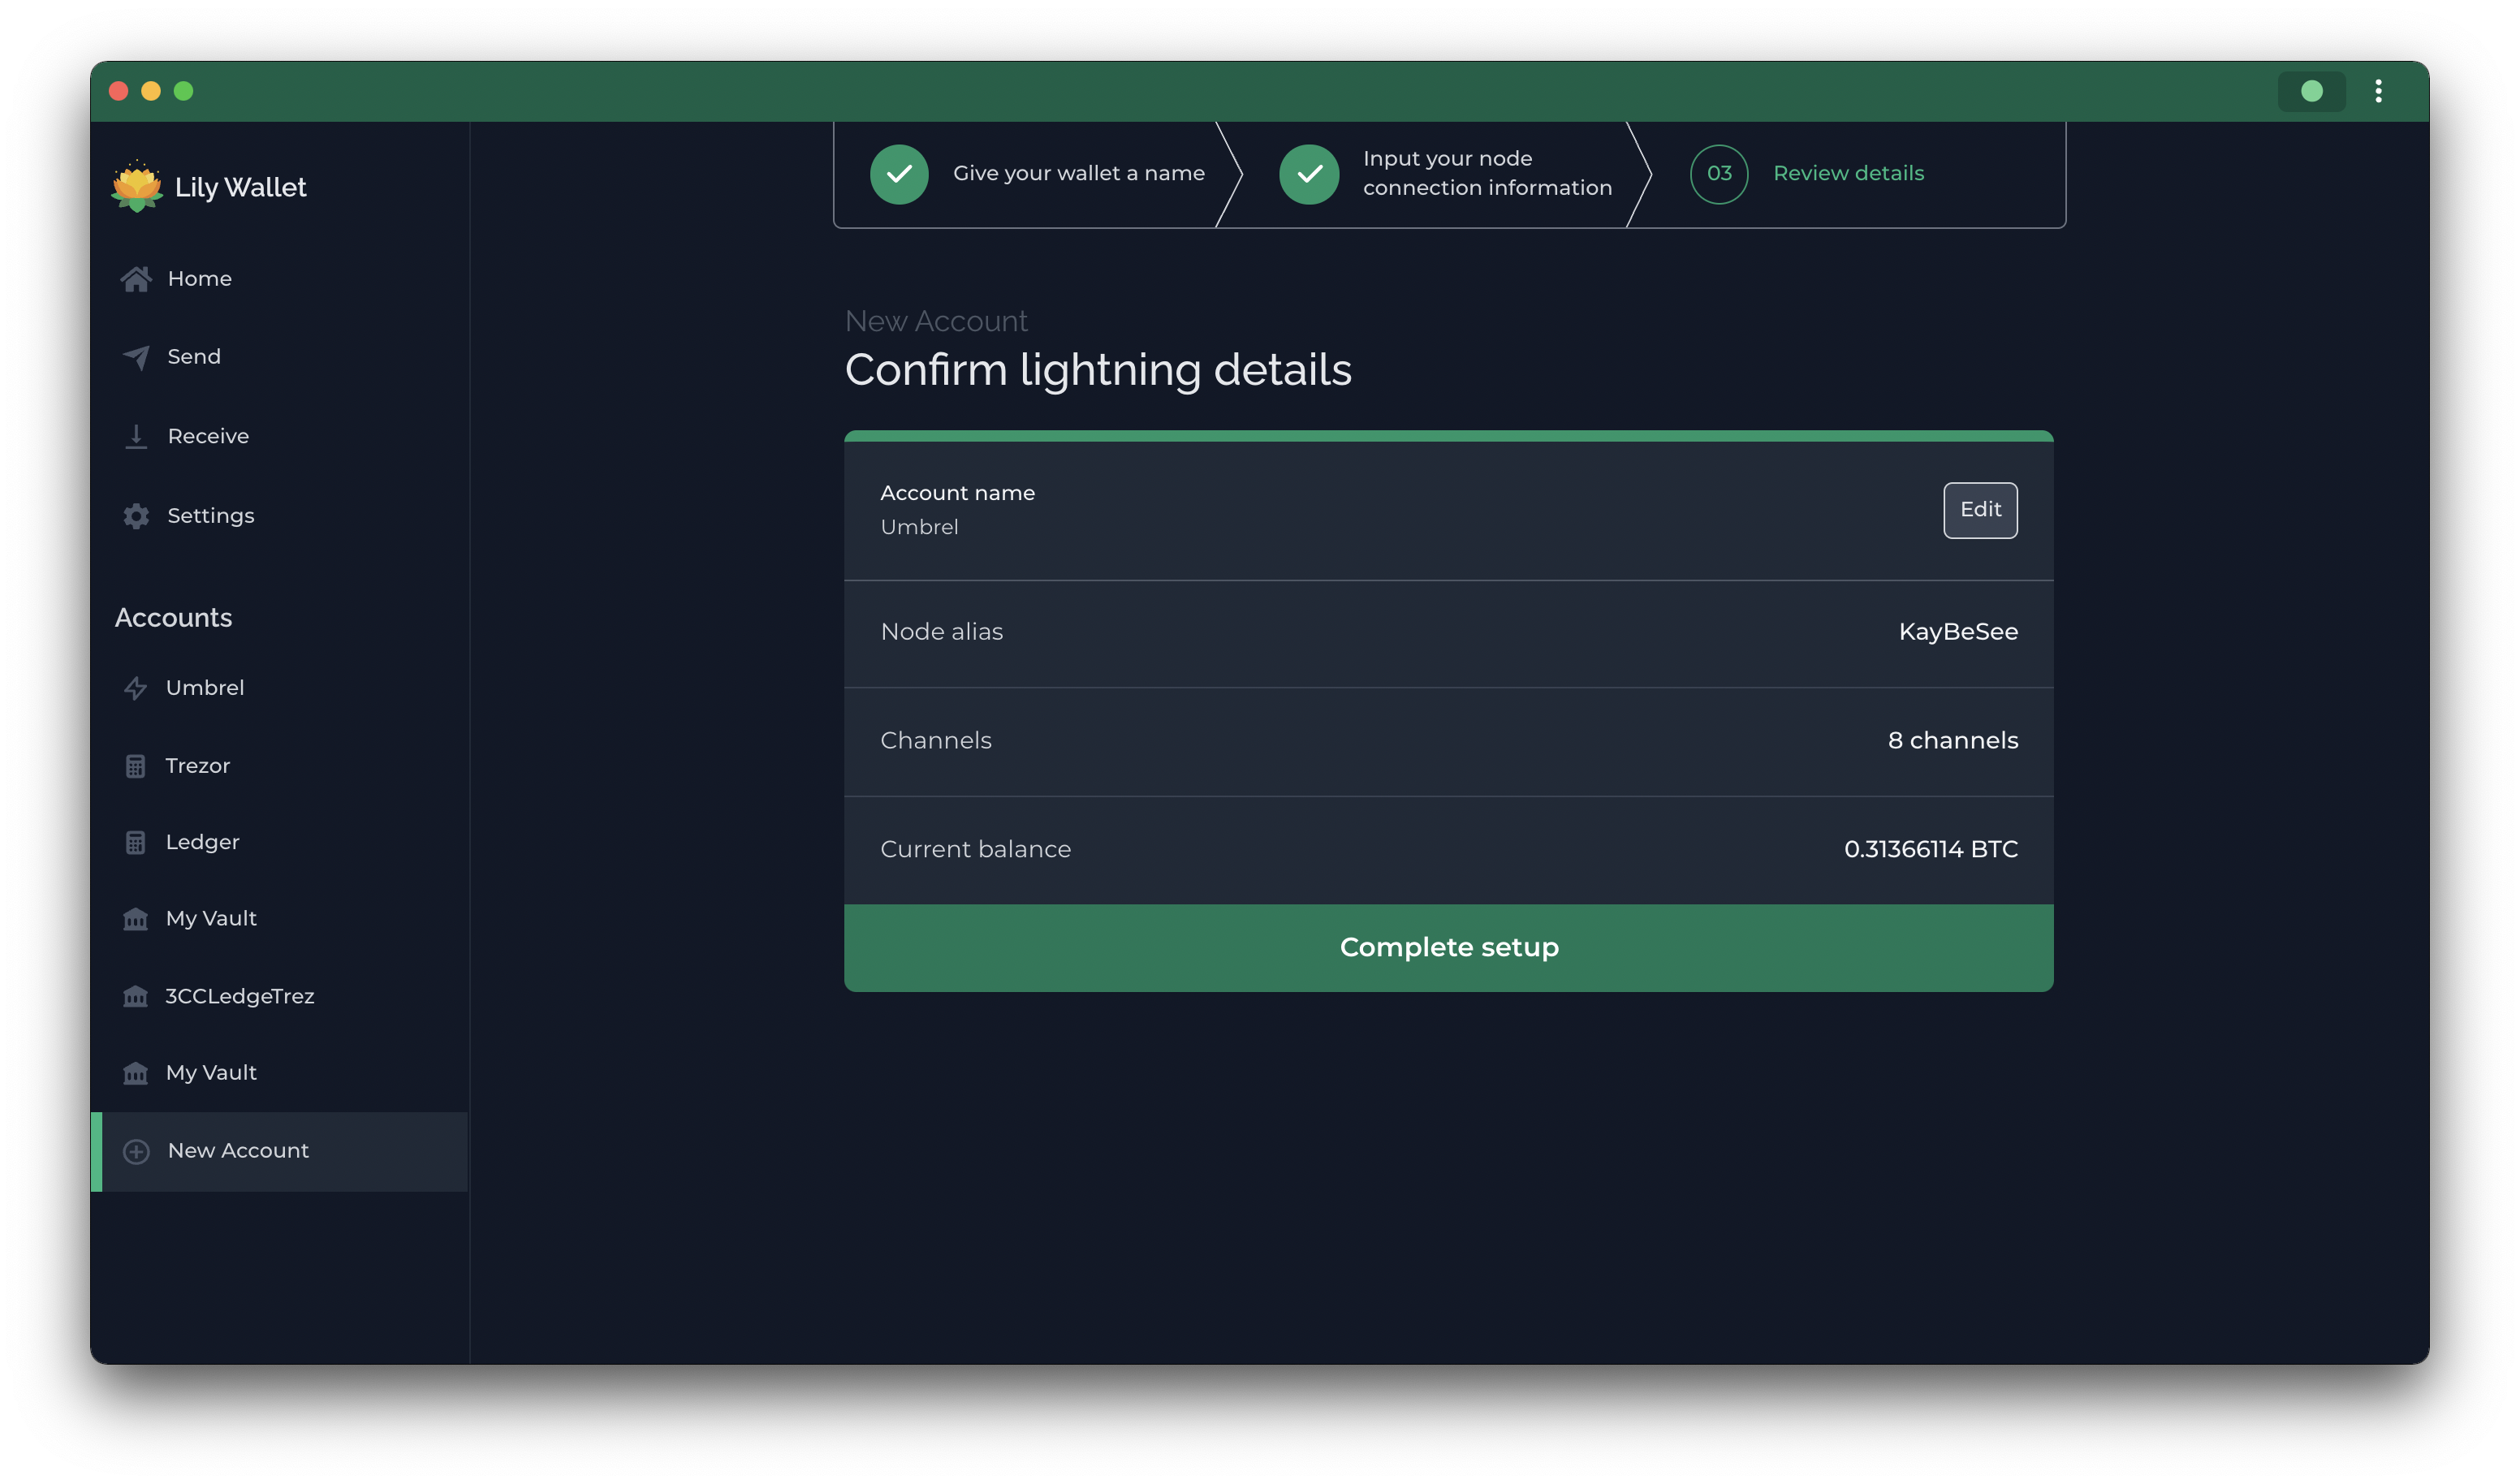 Lily Wallet
Home
Send
Receive
Settings
Accounts
Umbrel
Trezor
Ledger
My Vault
3CCLedgeTrez
My Vault
New Account
Give your wallet a name
Input your node
connection information
03
Review details
New Account
Confirm lightning details
Account name
Umbrel
Edit
Node alias
KayBeSee
Channels
8 channels
Current balance
0.31366114 BTC
Complete setup